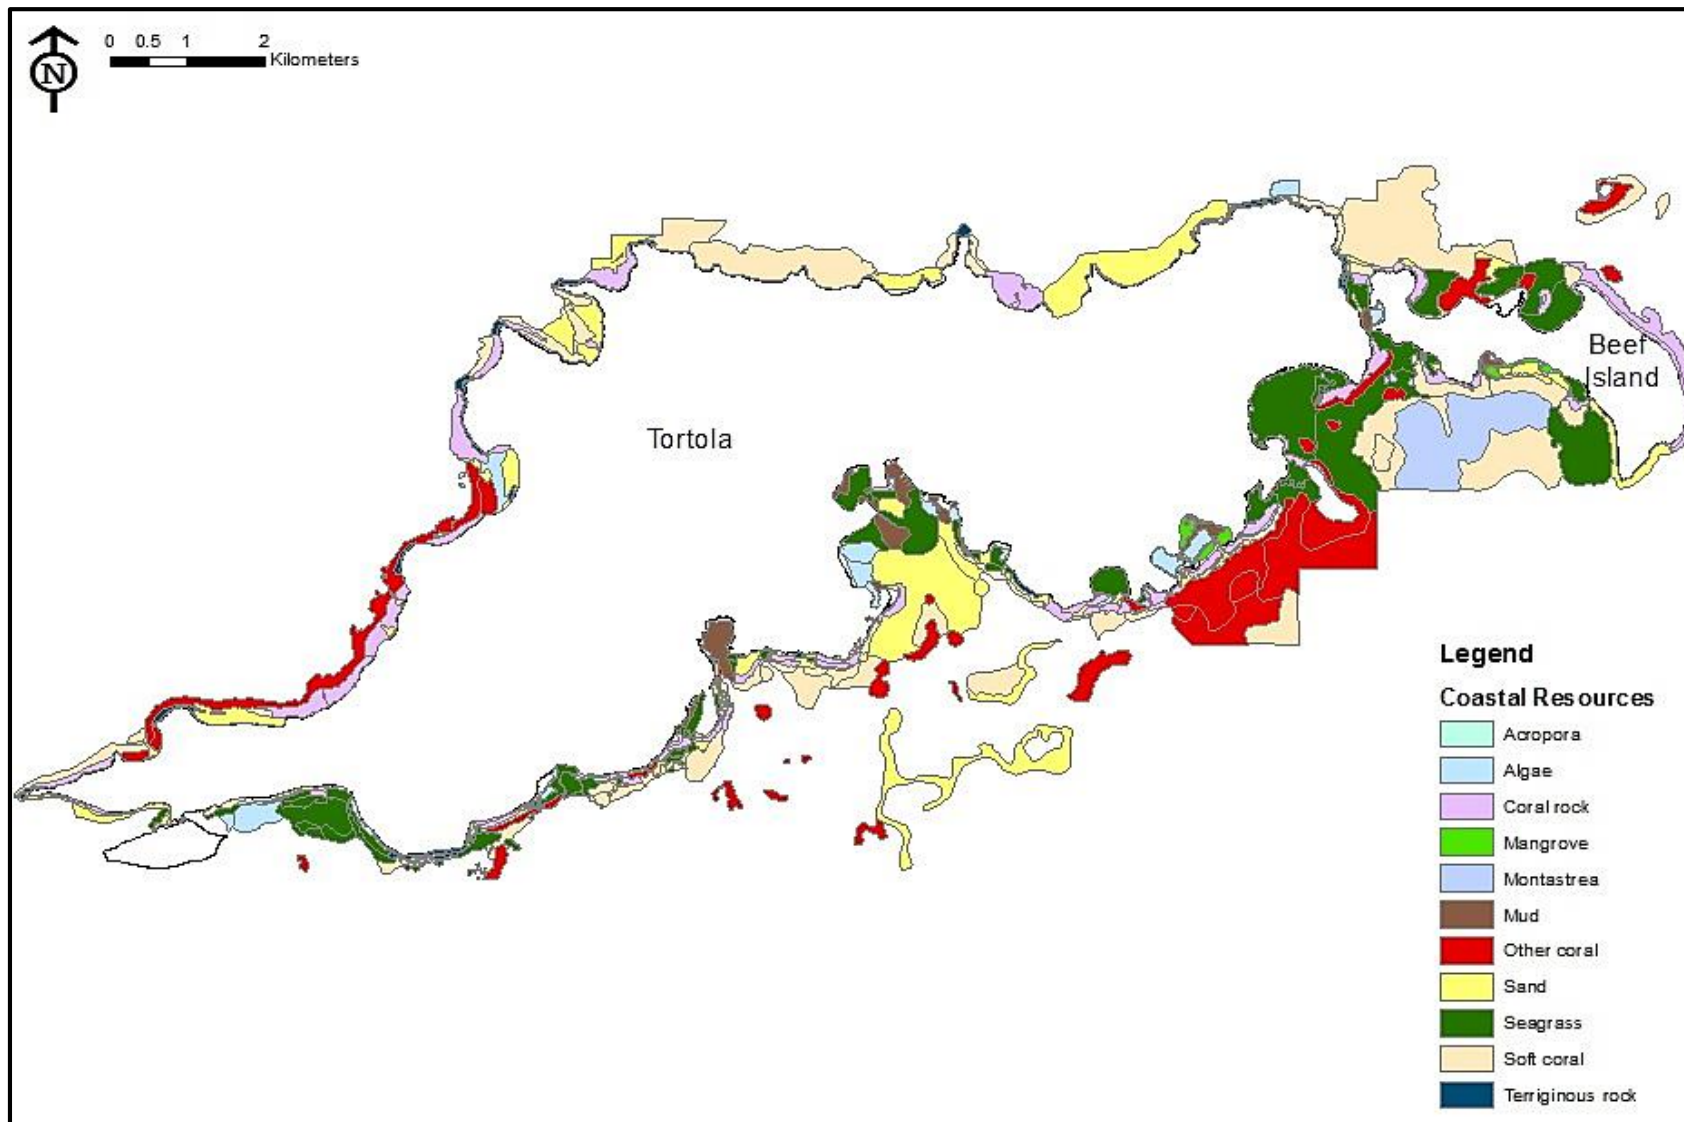 0 0.5 1 2
Kilometers
N
Tortola
Beef
Island
Legend
Coastal Resources
Acropora
Algae
Coral rock
Mangrove
Montastrea
Mud
Other coral
Sand
Seagrass
Soft coral
Terriginous rock